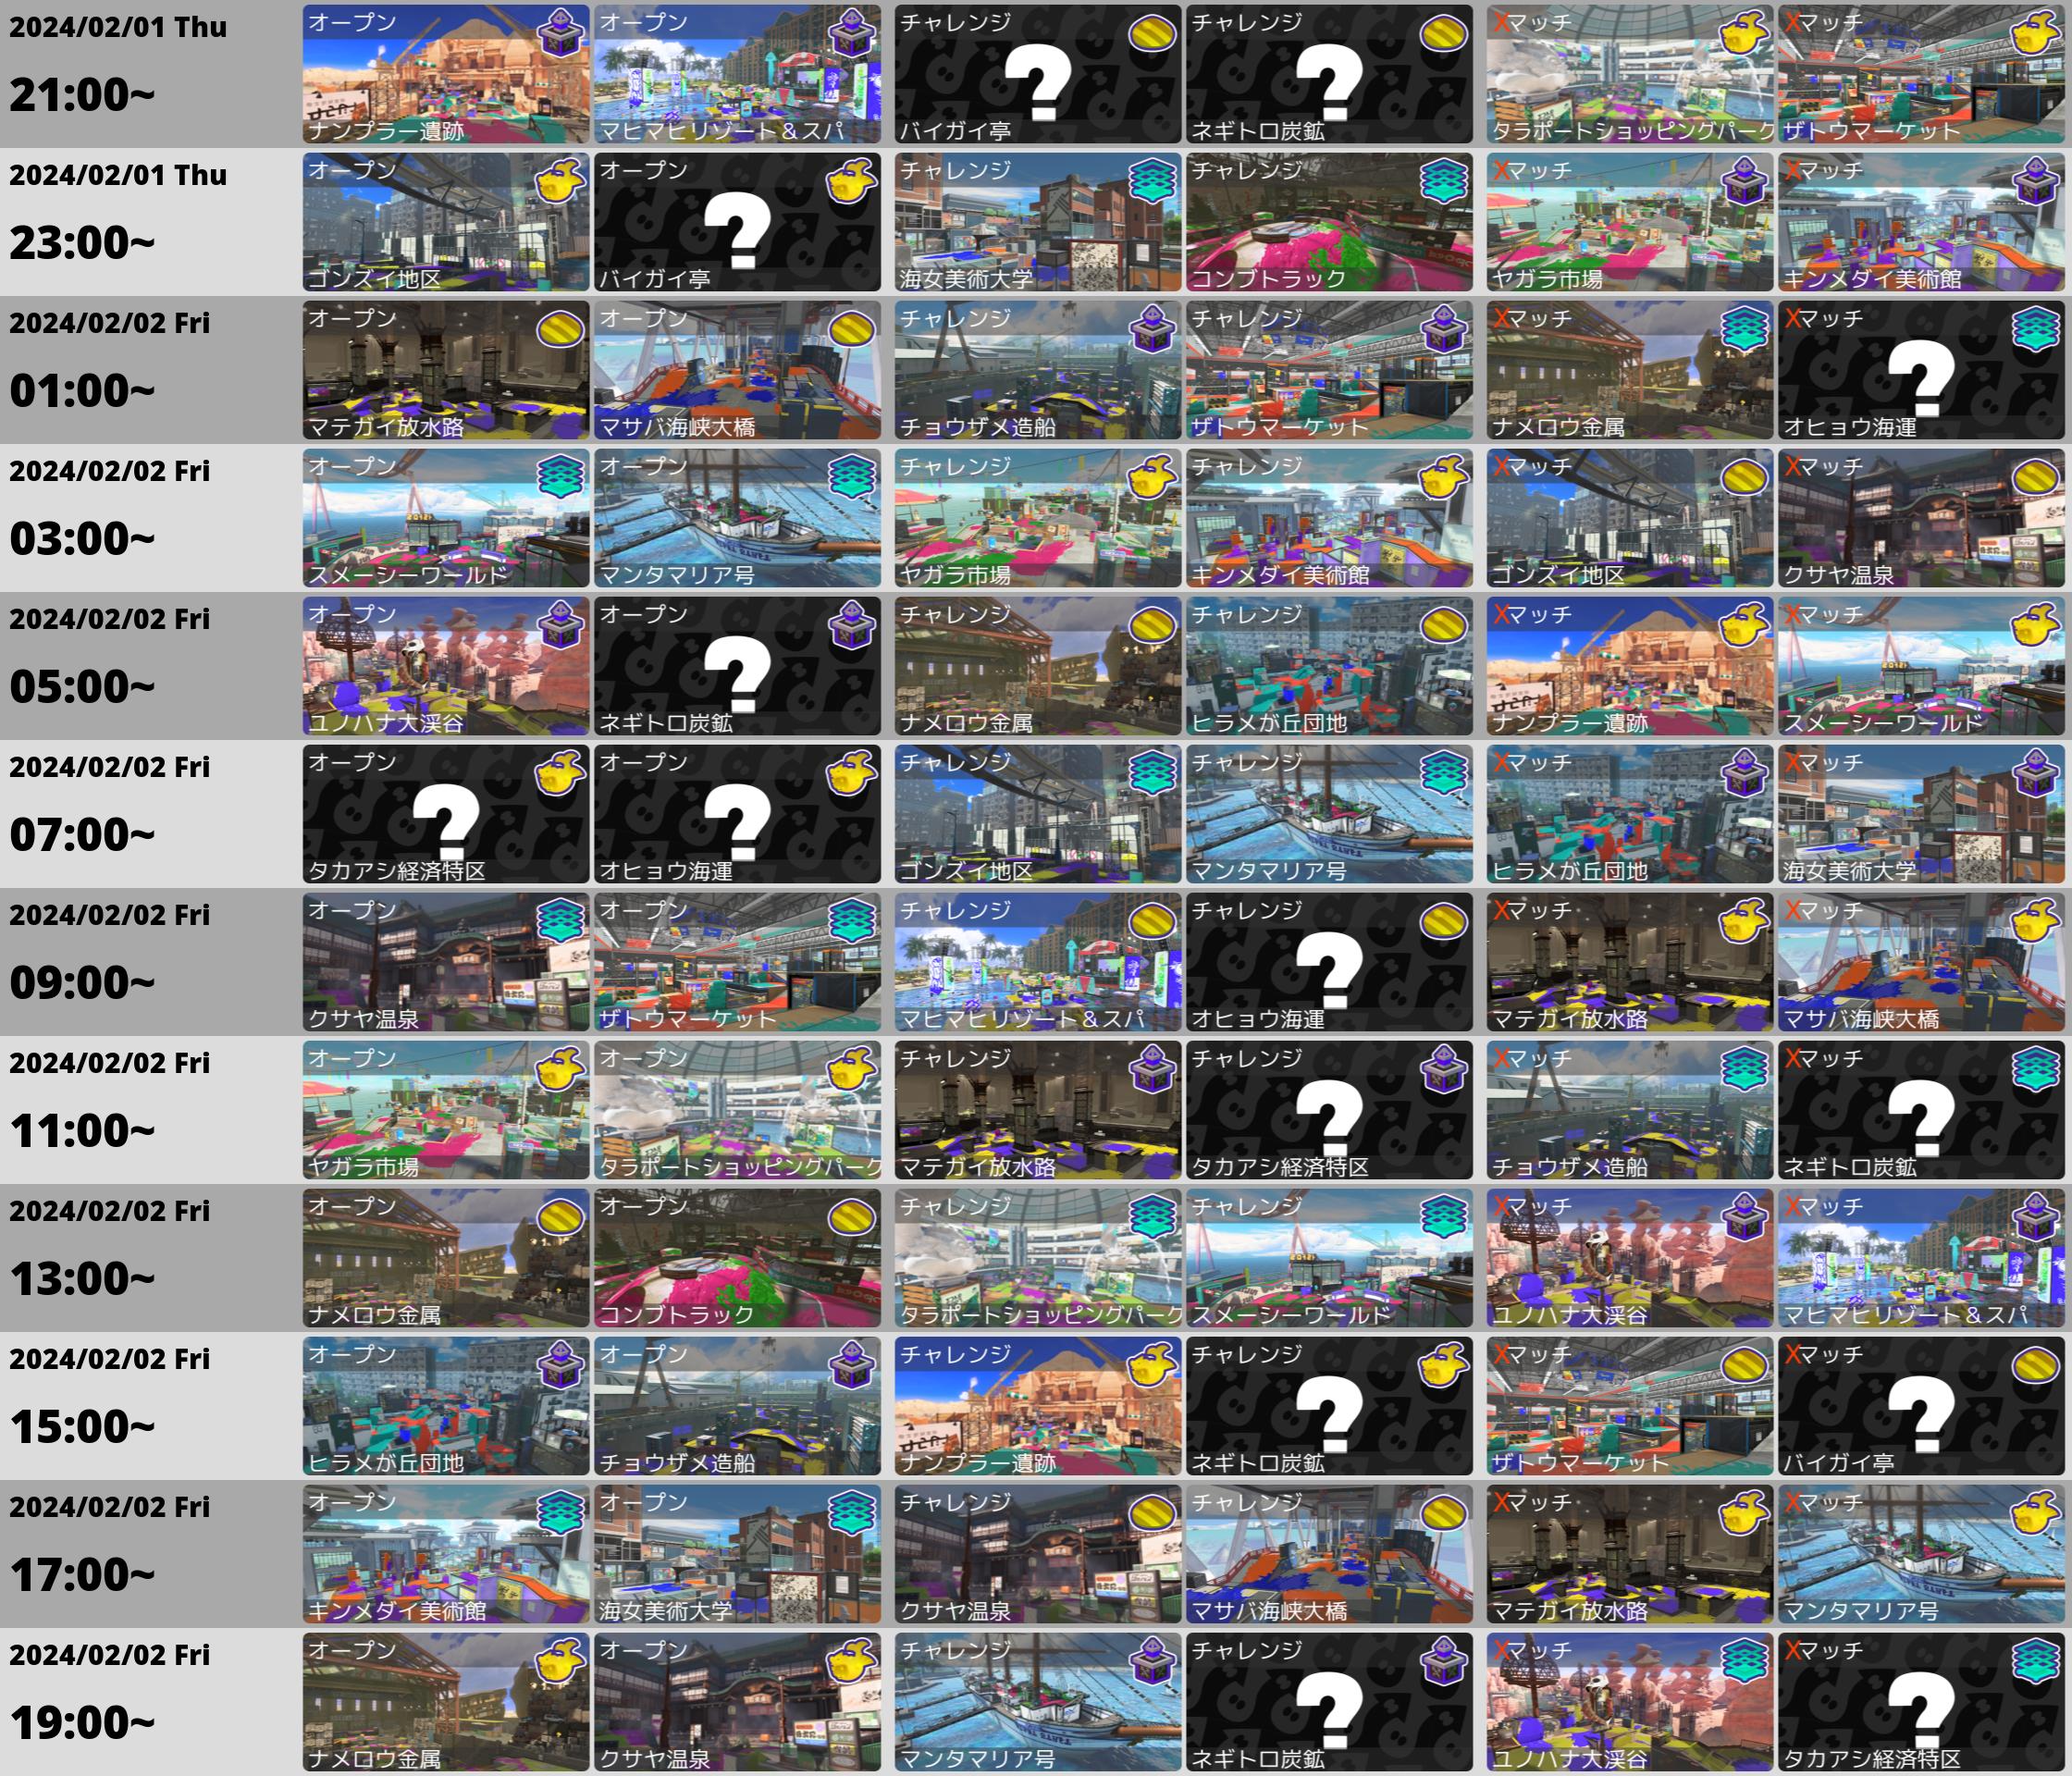 2024/02/01 Thu
21:00~
オープン
ナンプラー遺跡
オープン
マヒマヒリゾート＆スパ
チャレンジ
バイガイ亭
チャレンジ
ネギトロ炭鉱
Xマッチ
タラポートショッピングパーク
Xマッチ
ザトウマーケット
2024/02/01 Thu
23:00~
オープン
ゴンズイ地区
オープン
バイガイ亭
チャレンジ
海女美術大学
チャレンジ
コンブトラック
Xマッチ
ヤガラ市場
Xマッチ
キンメダイ美術館
2024/02/02 Fri
01:00~
オープン
マテガイ放水路
オープン
マサバ海峡大橋
チャレンジ
チョウザメ造船
チャレンジ
ザトウマーケット
Xマッチ
ナメロウ金属
Xマッチ
オヒョウ海運
2024/02/02 Fri
03:00~
オープン
スメーシーワールド
オープン
マンタマリア号
チャレンジ
ヤガラ市場
チャレンジ
キンメダイ美術館
Xマッチ
ゴンズイ地区
Xマッチ
クサヤ温泉
2024/02/02 Fri
05:00~
オープン
ユノハナ大渓谷
オープン
ネギトロ炭鉱
チャレンジ
ナメロウ金属
チャレンジ
ヒラメが丘団地
Xマッチ
ナンプラー遺跡
Xマッチ
スメーシーワールド
2024/02/02 Fri
07:00~
オープン
タカアシ経済特区
オープン
オヒョウ海運
チャレンジ
ゴンズイ地区
チャレンジ
マンタマリア号
Xマッチ
ヒラメが丘団地
Xマッチ
海女美術大学
2024/02/02 Fri
09:00~
オープン
クサヤ温泉
オープン
ザトウマーケット
チャレンジ
マヒマヒリゾート＆スパ
チャレンジ
オヒョウ海運
Xマッチ
マテガイ放水路
Xマッチ
マサバ海峡大橋
2024/02/02 Fri
11:00~
オープン
ヤガラ市場
オープン
タラポートショッピングパーク
チャレンジ
マテガイ放水路
チャレンジ
タカアシ経済特区
Xマッチ
チョウザメ造船
Xマッチ
ネギトロ炭鉱
2024/02/02 Fri
13:00~
オープン
ナメロウ金属
オープン
コンブトラック
チャレンジ
タラポートショッピングパーク
チャレンジ
スメーシーワールド
Xマッチ
ユノハナ大渓谷
Xマッチ
マヒマヒリゾート＆スパ
2024/02/02 Fri
15:00~
オープン
ヒラメが丘団地
オープン
チョウザメ造船
チャレンジ
ナンプラー遺跡
チャレンジ
ネギトロ炭鉱
Xマッチ
ザトウマーケット
Xマッチ
バイガイ亭
2024/02/02 Fri
17:00~
オープン
キンメダイ美術館
オープン
海女美術大学
チャレンジ
クサヤ温泉
チャレンジ
マサバ海峡大橋
Xマッチ
マテガイ放水路
Xマッチ
マンタマリア号
2024/02/02 Fri
19:00~
オープン
ナメロウ金属
オープン
クサヤ温泉
チャレンジ
マンタマリア号
チャレンジ
ネギトロ炭鉱
Xマッチ
ユノハナ大渓谷
Xマッチ
タカアシ経済特区